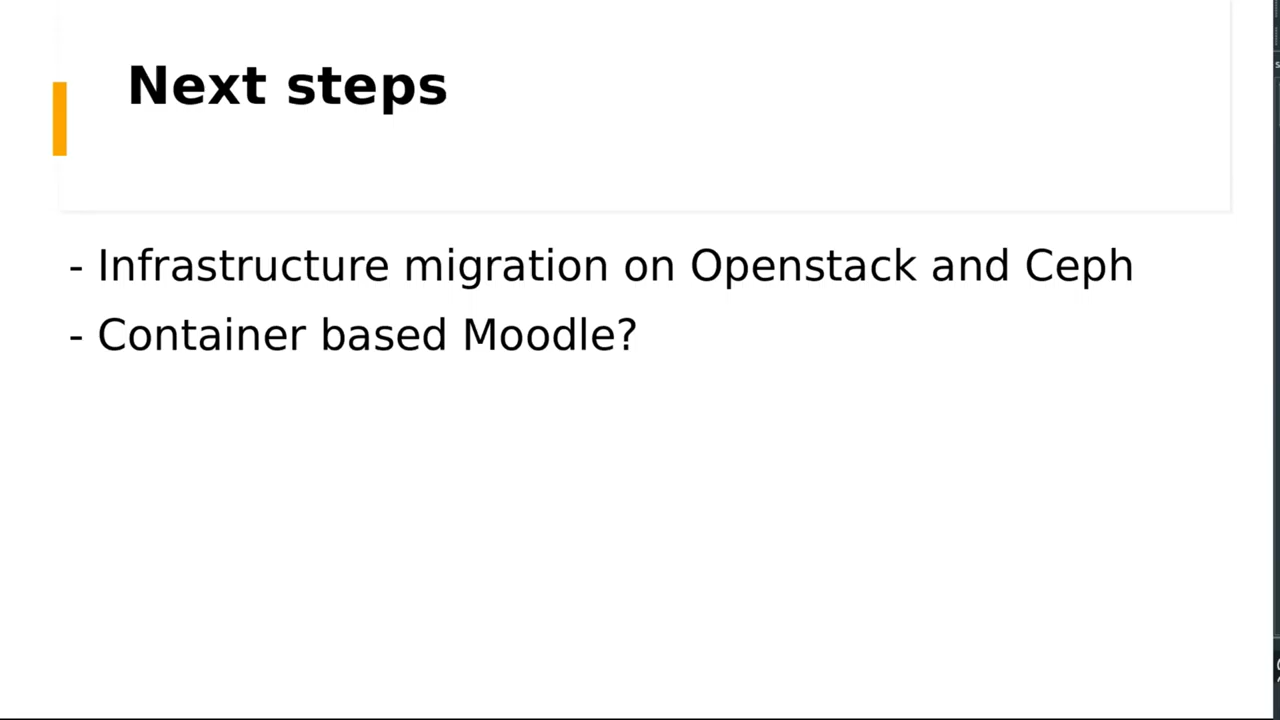 Next steps
- Infrastructure migration on Openstack and Ceph
- Container based Moodle?